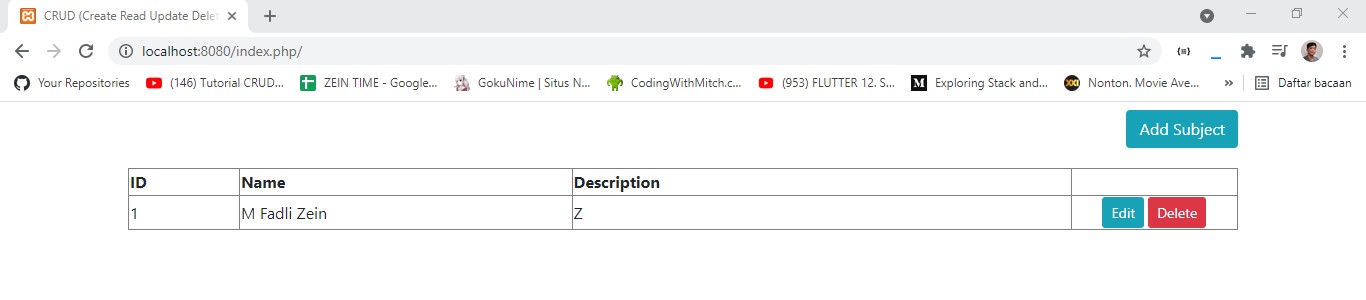 CRUD (Create Read Update Dele
localhost:8080/index.php/
Your Repositories (146) Tutorial CRUD... ZEIN TIME - Google... GokuNime | Situs N... CodingWithMitch.c... (953) FLUTTER 12. S... Exploring Stack and... Nonton. Movie Ave... » Daftar bacaan
Add Subject
ID Name Description
1 M Fadli Zein Z Edit Delete